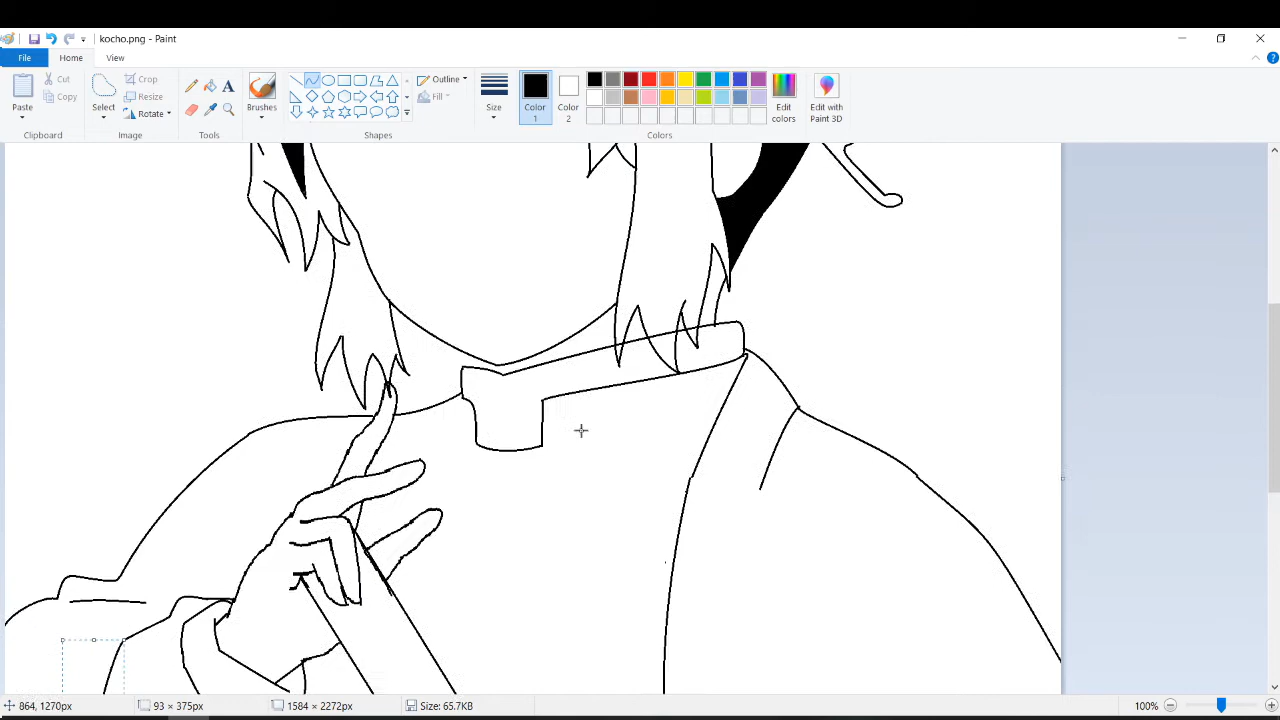 kocho.png - Paint
File
Home
View
Paste
Cut
Copy
Clipboard
Select
Crop
Resize
Rotate
Image
A
Tools
Brushes
Shapes
Outline
Fill
Size
Color
1
Color
2
Edit
colors
Colors
Edit with
Paint 3D
864, 1270px
93 × 375px
1584 × 2272px
Size: 65.7KB
100%